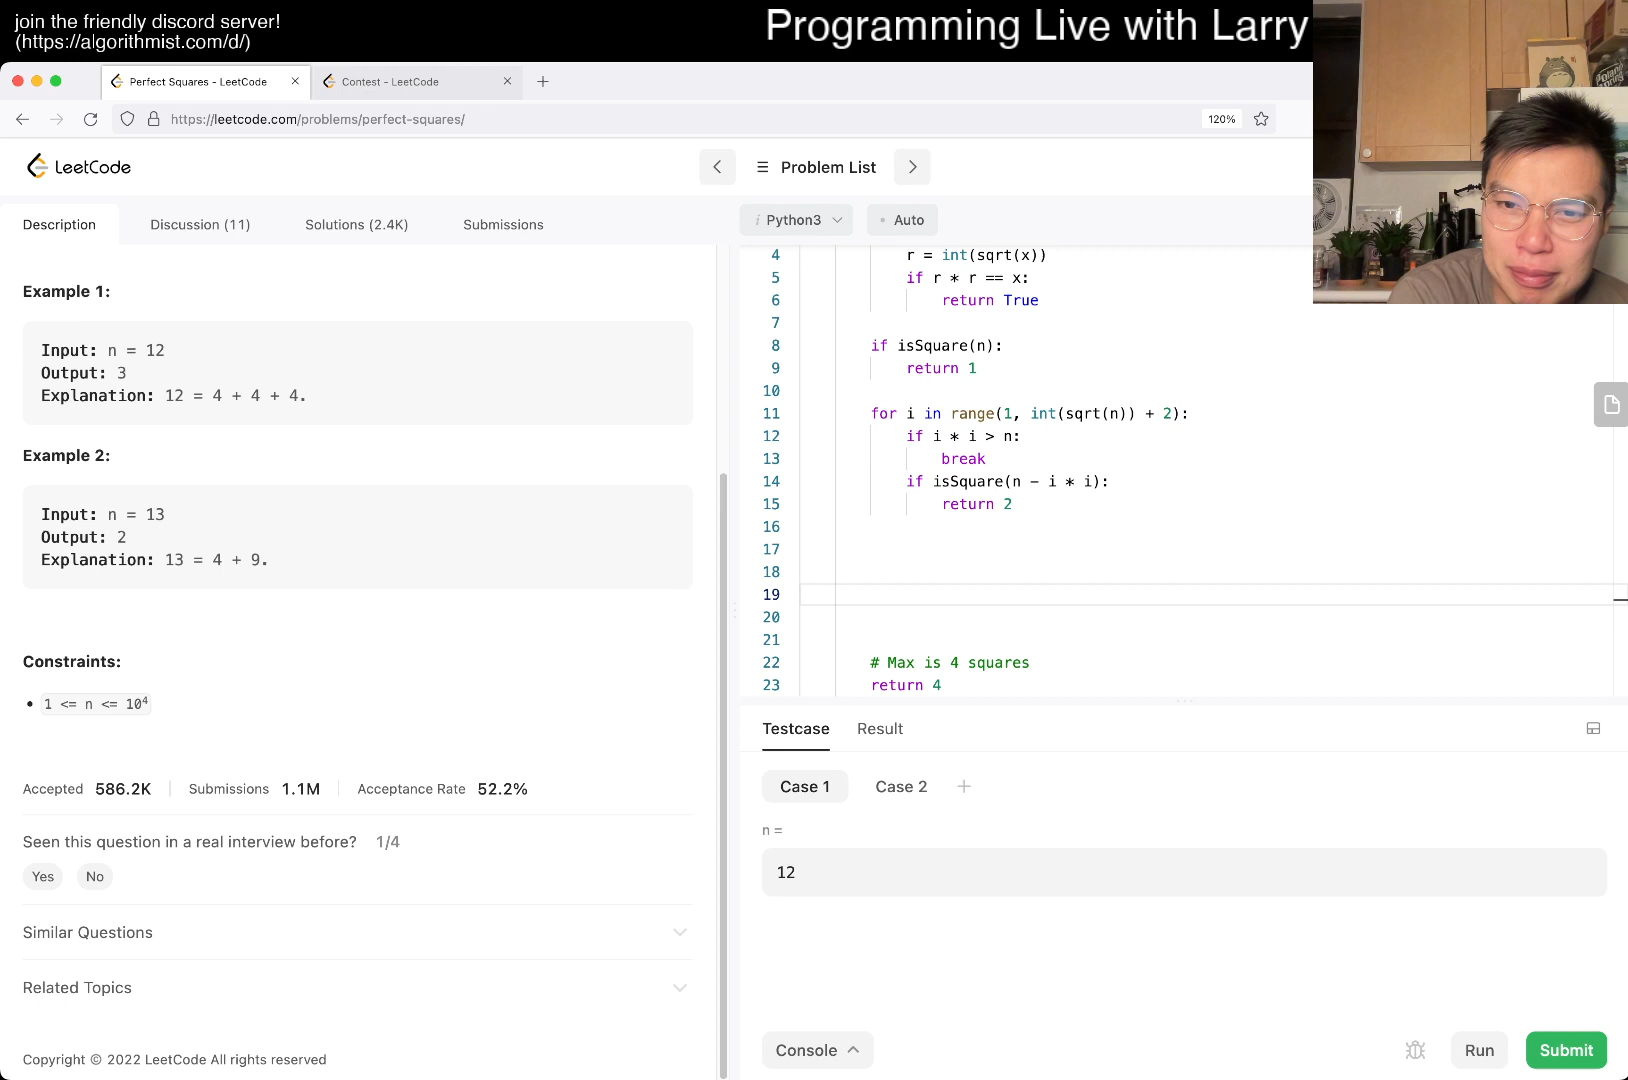 join the friendly discord server!
(https://algorithmist.com/d/)
Programming Live with Larry
Perfect Squares - LeetCode
Contest - LeetCode
https://leetcode.com/problems/perfect-squares/
120%
LeetCode
Problem List
Description
Discussion (11)
Solutions (2.4K)
Submissions
Example 1:
Input: n = 12
Output: 3
Explanation: 12 = 4 + 4 + 4.
Example 2:
Input: n = 13
Output: 2
Explanation: 13 = 4 + 9.
Constraints:
• 1 <= n <= 10⁴
Accepted 586.2K
Submissions 1.1M
Acceptance Rate 52.2%
Seen this question in a real interview before? 1/4
Yes
No
Similar Questions
Related Topics
Copyright © 2022 LeetCode All rights reserved
i Python3
• Auto
4 r = int(sqrt(x))
5 if r * r == x:
6 return True
7
8 if isSquare(n):
9 return 1
10
11 for i in range(1, int(sqrt(n)) + 2):
12 if i * i > n:
13 break
14 if isSquare(n - i * i):
15 return 2
16
17
18
19
20
21
22 # Max is 4 squares
23 return 4
Testcase
Result
Case 1
Case 2
n =
12
Console
Run
Submit